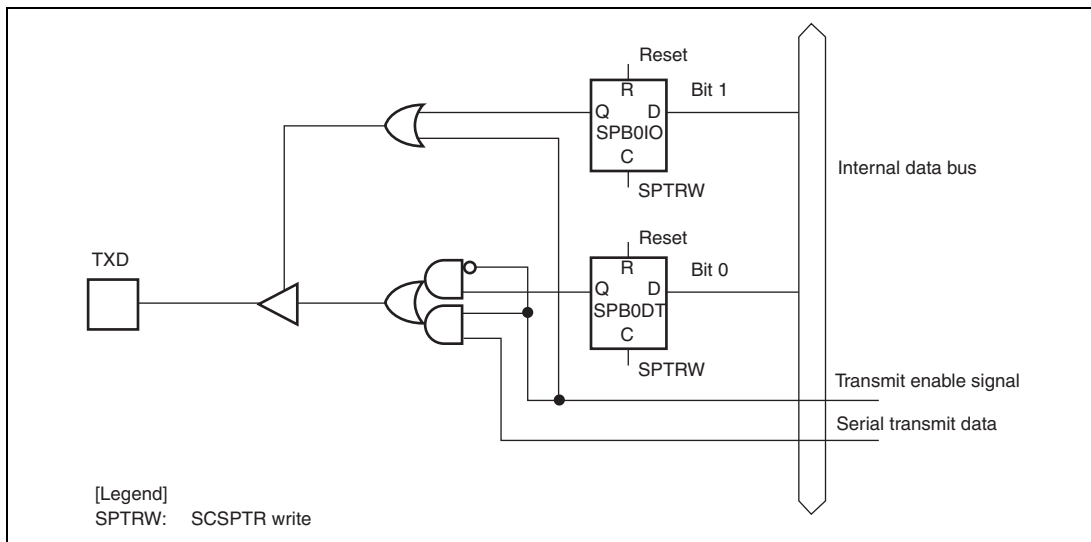 Reset
R
Bit 1
Q D
SPB0IO
C
SPTRW
Internal data bus
Reset
TXD
R
Bit 0
Q D
SPB0DT
C
SPTRW
Transmit enable signal
Serial transmit data
[Legend]
SPTRW: SCSPTR write